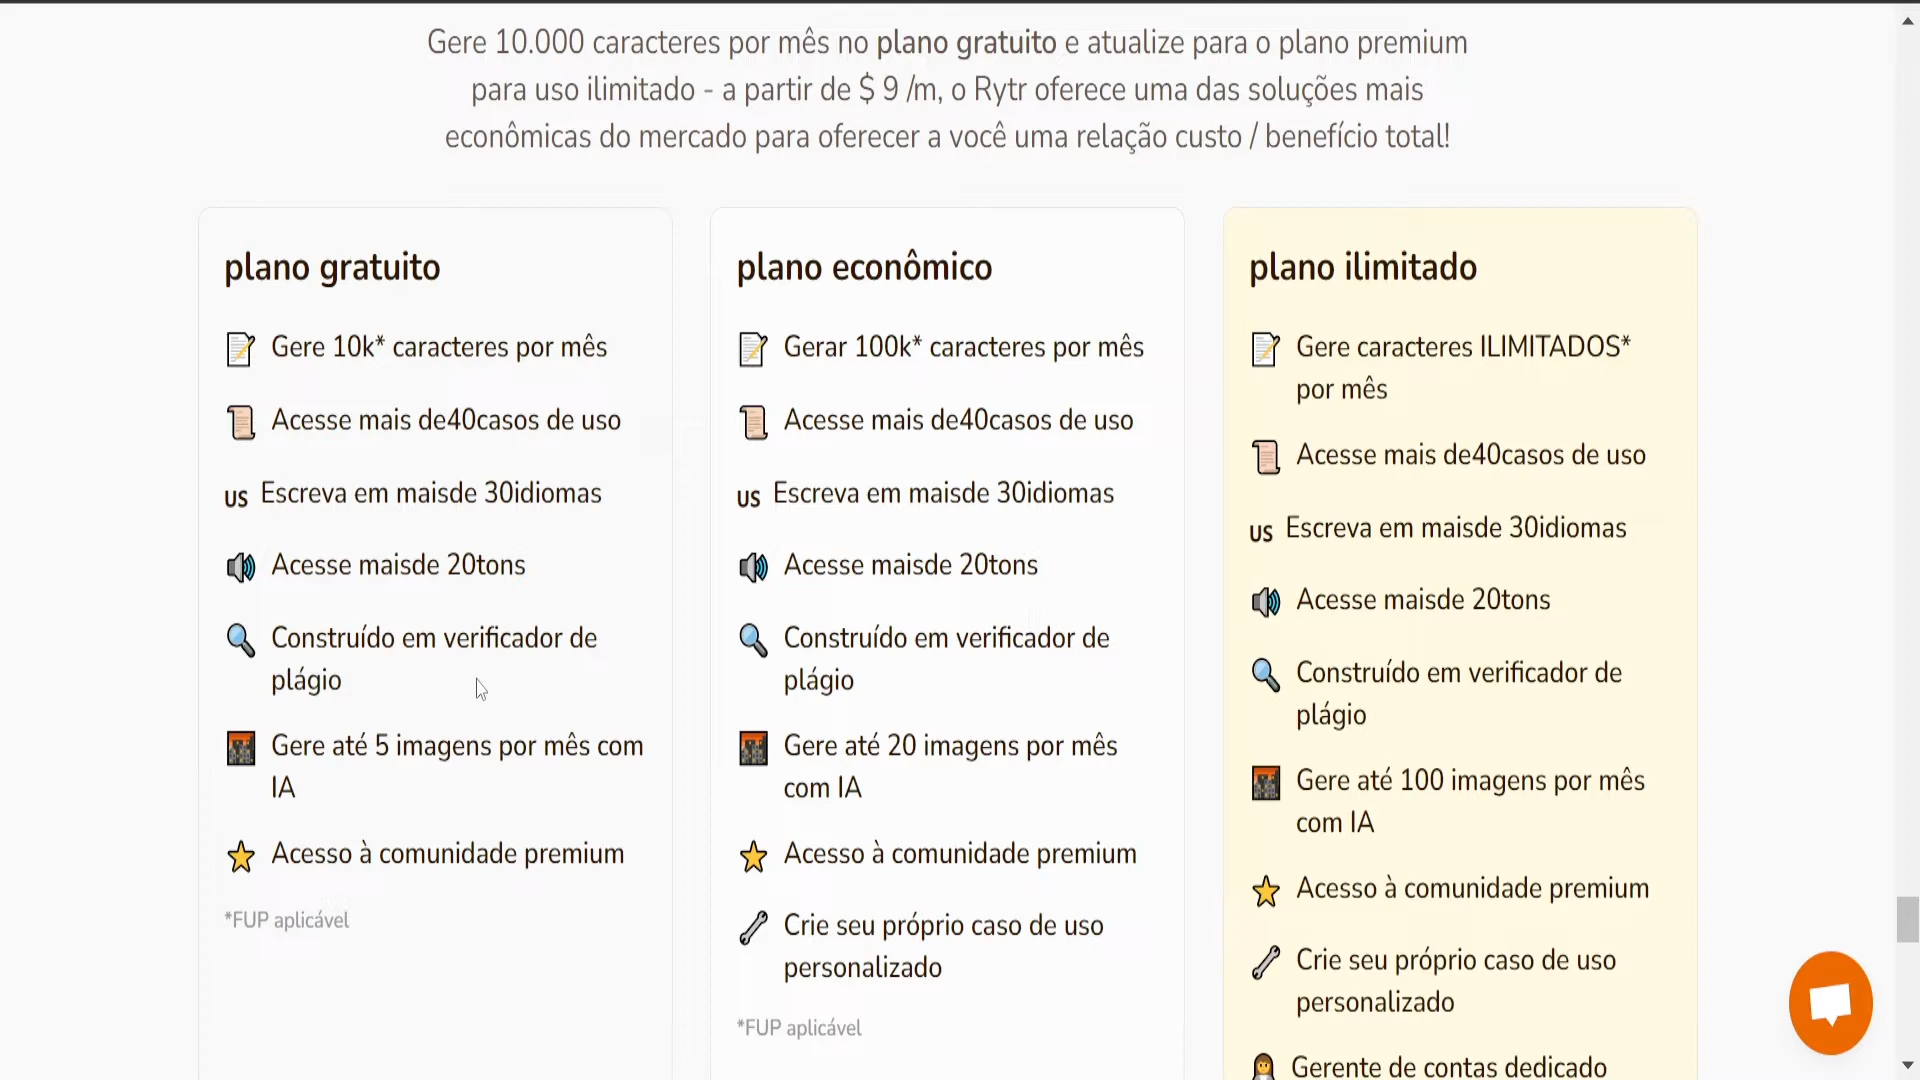 Gere 10.000 caracteres por mês no plano gratuito e atualize para o plano premium
para uso ilimitado - a partir de $ 9 /m, o Rytr oferece uma das soluções mais
econômicas do mercado para oferecer a você uma relação custo / benefício total!
plano gratuito
Gere 10k* caracteres por mês
Acesse mais de40casos de uso
US Escreva em maisde 30idiomas
Acesse maisde 20tons
Construído em verificador de
plágio
Gere até 5 imagens por mês com
IA
Acesso à comunidade premium
*FUP aplicável
plano econômico
Gerar 100k* caracteres por mês
Acesse mais de40casos de uso
US Escreva em maisde 30idiomas
Acesse maisde 20tons
Construído em verificador de
plágio
Gere até 20 imagens por mês
com IA
Acesso à comunidade premium
Crie seu próprio caso de uso
personalizado
*FUP aplicável
plano ilimitado
Gere caracteres ILIMITADOS*
por mês
Acesse mais de40casos de uso
US Escreva em maisde 30idiomas
Acesse maisde 20tons
Construído em verificador de
plágio
Gere até 100 imagens por mês
com IA
Acesso à comunidade premium
Crie seu próprio caso de uso
personalizado
Gerente de contas dedicado